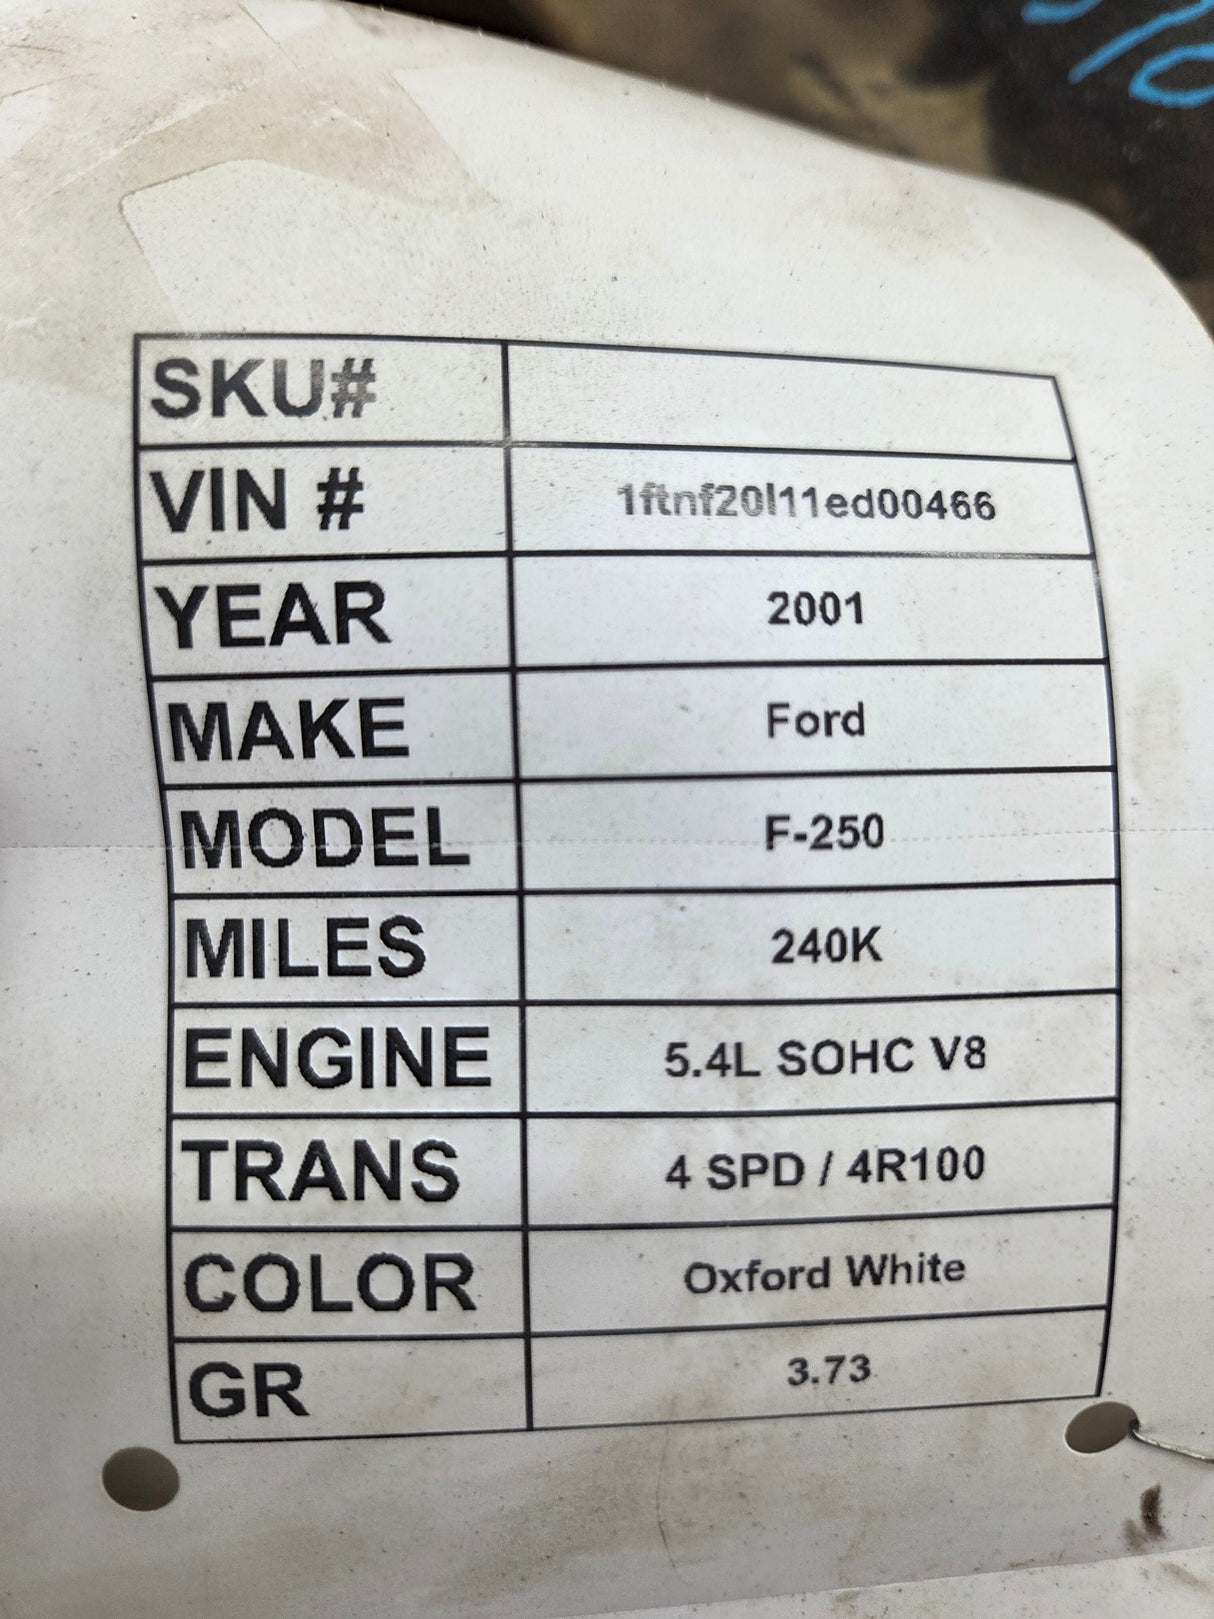 SKU#
VIN # 1ftnf20l11ed00466
YEAR 2001
MAKE Ford
MODEL F-250
MILES 240K
ENGINE 5.4L SOHC V8
TRANS 4 SPD / 4R100
COLOR Oxford White
GR 3.73